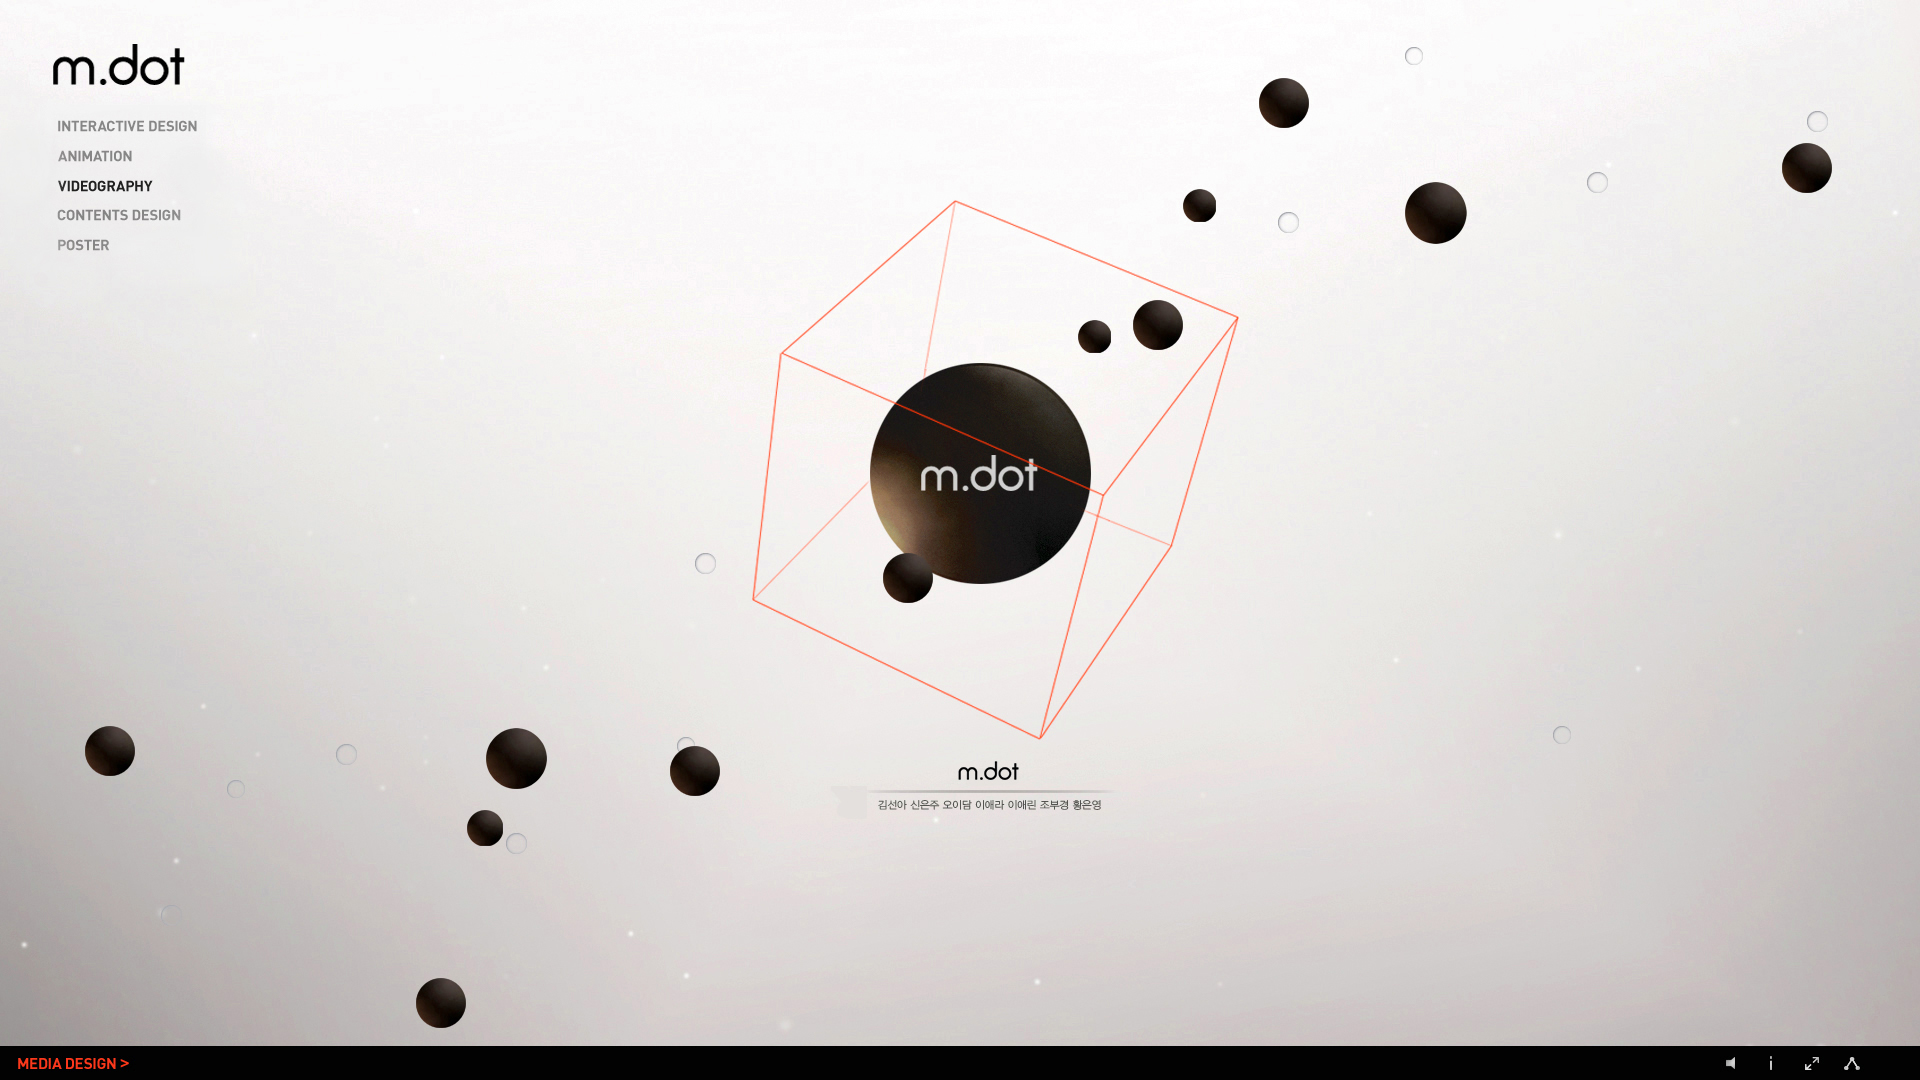 m.dot
INTERACTIVE DESIGN
ANIMATION
VIDEOGRAPHY
CONTENTS DESIGN
POSTER
m.dot
m.dot
김선아 신은주 오이담 이애라 이애린 조부경 황은영
MEDIA DESIGN >